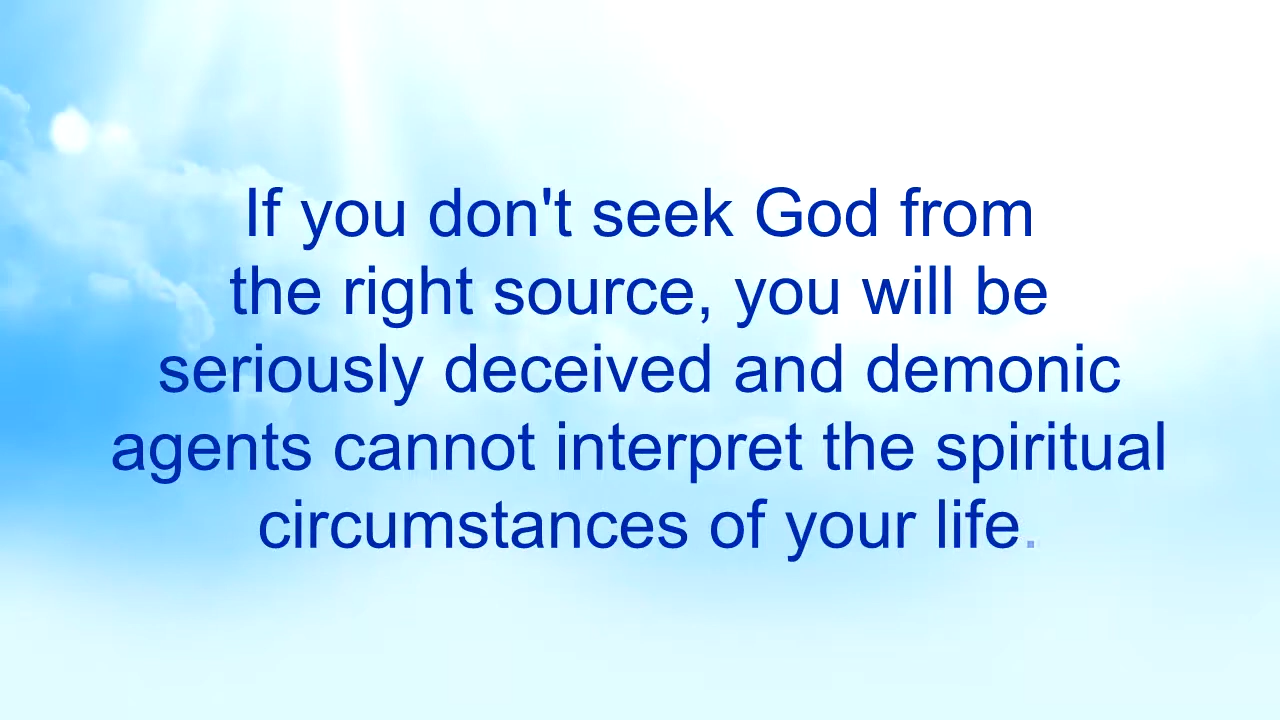 If you don't seek God from
the right source, you will be
seriously deceived and demonic
agents cannot interpret the spiritual
circumstances of your life.